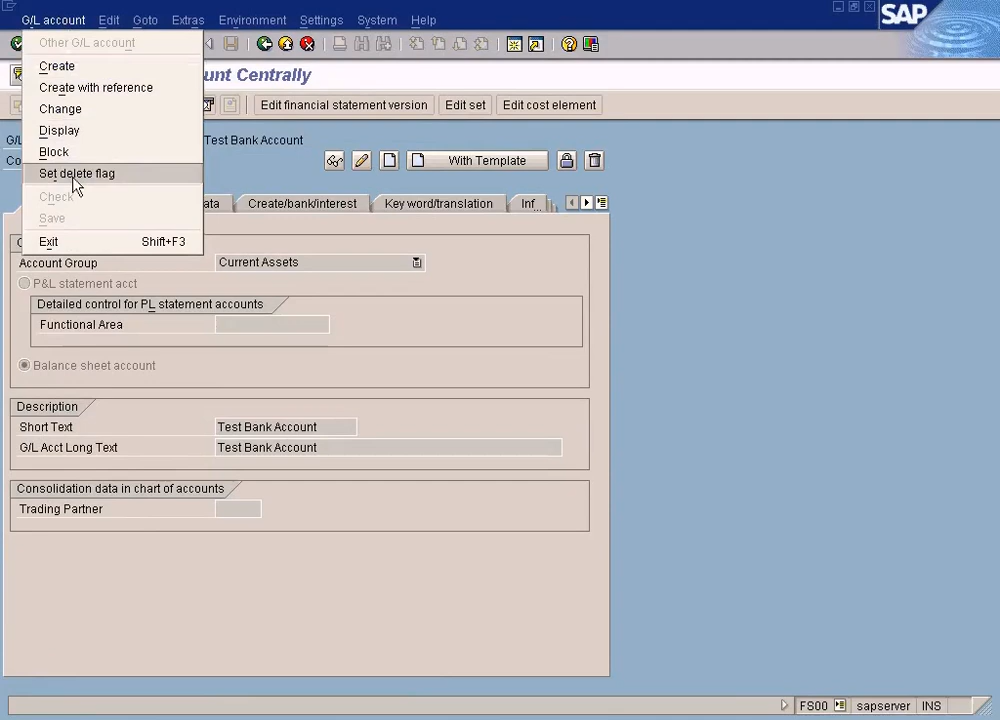 G/L account Edit Goto Extras Environment Settings System Help
SAP
Other G/L account
Create
Create with reference
Change
Display
Block
Set delete flag
Check
Save
Exit Shift+F3
ount Centrally
Edit financial statement version Edit set Edit cost element
G/L
Test Bank Account
Co
With Template
ata Create/bank/interest Key word/translation Inf...
Account Group Current Assets
P&L statement acct
Detailed control for PL statement accounts
Functional Area
Balance sheet account
Description
Short Text Test Bank Account
G/L Acct Long Text Test Bank Account
Consolidation data in chart of accounts
Trading Partner
FS00 sapserver INS